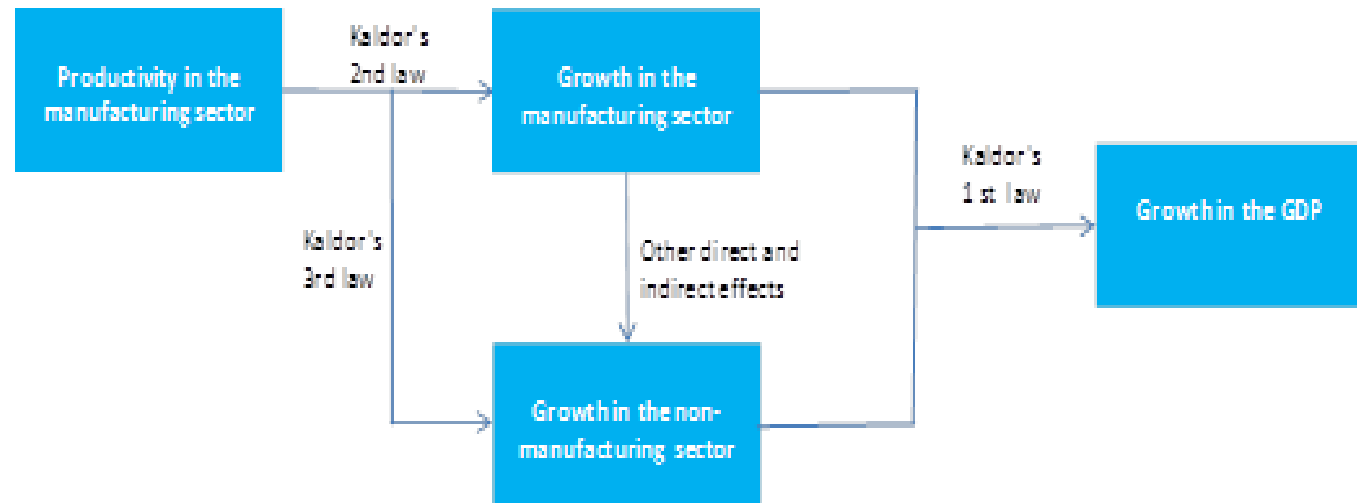 Kaldor's
2nd law
Productivity in the
manufacturing sector
Growth in the
manufacturing sector
Kaldor's
1 st law
Growth in the GDP
Kaldor's
3rd law
Other direct and
indirect effects
Growth in the non-
manufacturing sector